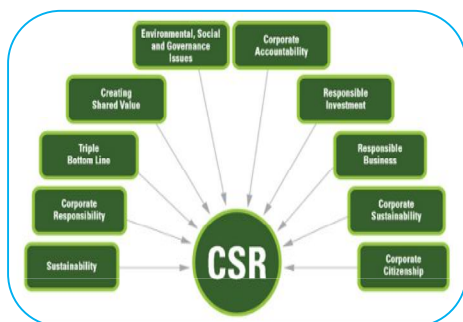 Environmental, Social
and Governance
Issues
Corporate
Accountability
Creating
Shared Value
Responsible
Investment
Triple
Bottom Line
Responsible
Business
Corporate
Responsibility
Corporate
Sustainability
Sustainability
CSR
Corporate
Citizenship